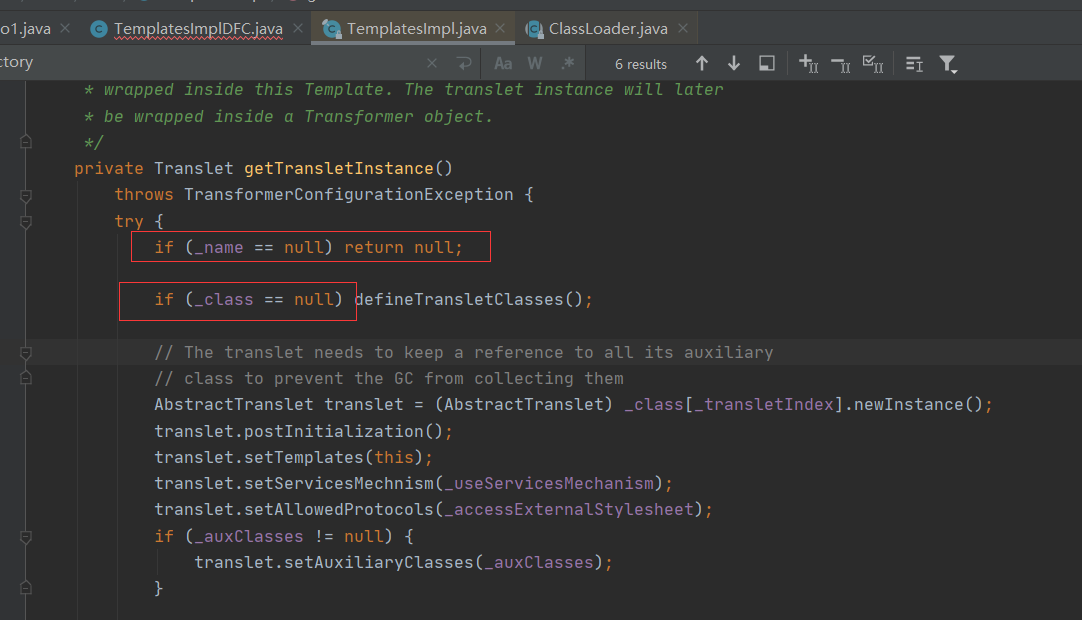 o1.java TemplatesImplDFC.java TemplatesImpl.java ClassLoader.java
ctory Aa W .* 6 results
* wrapped inside this Template. The translet instance will later
* be wrapped inside a Transformer object.
*/
private Translet getTransletInstance()
throws TransformerConfigurationException {
try {
if (_name == null) return null;
if (_class == null) defineTransletClasses();
// The translet needs to keep a reference to all its auxiliary
// class to prevent the GC from collecting them
AbstractTranslet translet = (AbstractTranslet) _class[_transletIndex].newInstance();
translet.postInitialization();
translet.setTemplates(this);
translet.setServicesMechnism(_useServicesMechanism);
translet.setAllowedProtocols(_accessExternalStylesheet);
if (_auxClasses != null) {
translet.setAuxiliaryClasses(_auxClasses);
}